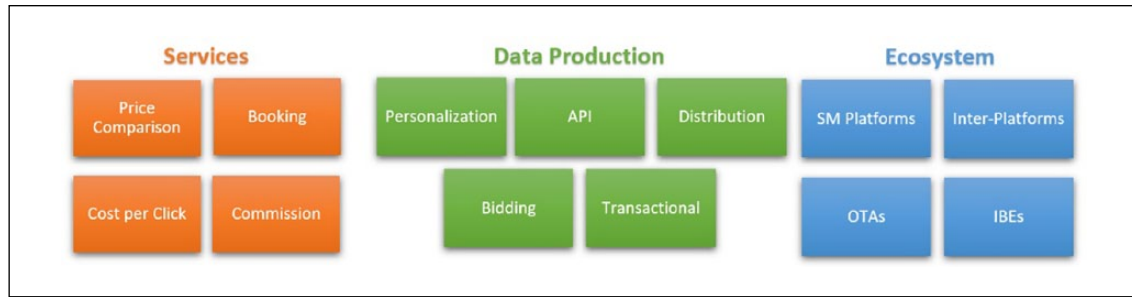 Services
Price
Comparison
Booking
Cost per Click
Commission
Data Production
Personalization
API
Distribution
Bidding
Transactional
Ecosystem
SM Platforms
Inter-Platforms
OTAs
IBEs